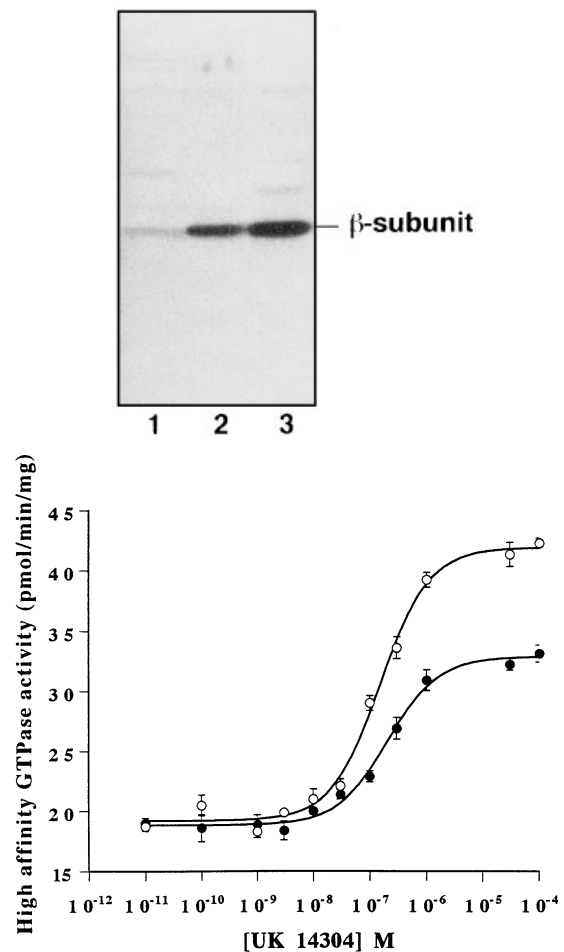 β-subunit
1 2 3
High affinity GTPase activity (pmol/min/mg)
45
40
35
30
25
20
15
10⁻¹² 10⁻¹¹ 10⁻¹⁰ 10⁻⁹ 10⁻⁸ 10⁻⁷ 10⁻⁶ 10⁻⁵ 10⁻⁴
[UK 14304] M